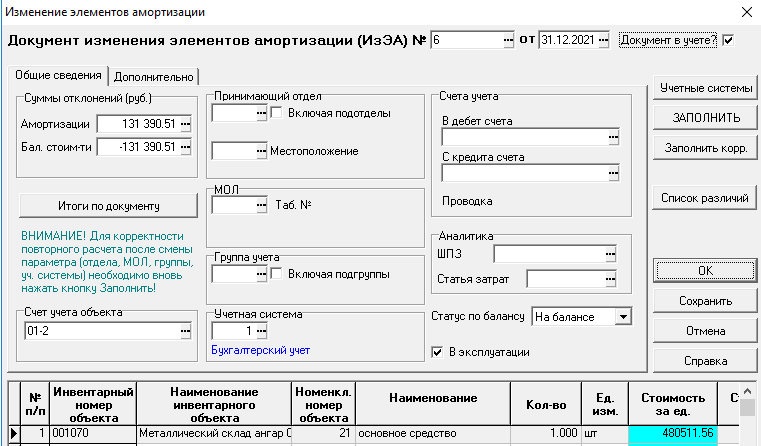 Изменение элементов амортизации
Документ изменения элементов амортизации (ИзЭА) № 6 от 31.12.2021 Документ в учете?
Общие сведения Дополнительно
Суммы отклонений (руб.)
Амортизации 131 390.51
Бал. стоим-ти -131 390.51
Итоги по документу
ВНИМАНИЕ! Для корректности
повторного расчета после смены
параметра (отдела, МОЛ, группы,
уч. системы) необходимо вновь
нажать кнопку Заполнить!
Счет учета объекта
01-2
Принимающий отдел
Включая подотделы
Местоположение
МОЛ
Таб. №
Группа учета
Включая подгруппы
Учетная система
1
Бухгалтерский учет
Счета учета
В дебет счета
С кредита счета
Проводка
Аналитика
ШПЗ
Статья затрат
Статус по балансу На балансе
В эксплуатации
Учетные системы
ЗАПОЛНИТЬ
Заполнить корр.
Список различий
ОК
Сохранить
Отмена
Справка
№ п/п Инвентарный номер объекта Наименование инвентарного объекта Номенкл. номер объекта Наименование Кол-во Ед. изм. Стоимость за ед.
1 001070 Металлический склад ангар 21 основное средство 1.000 шт 480511.56